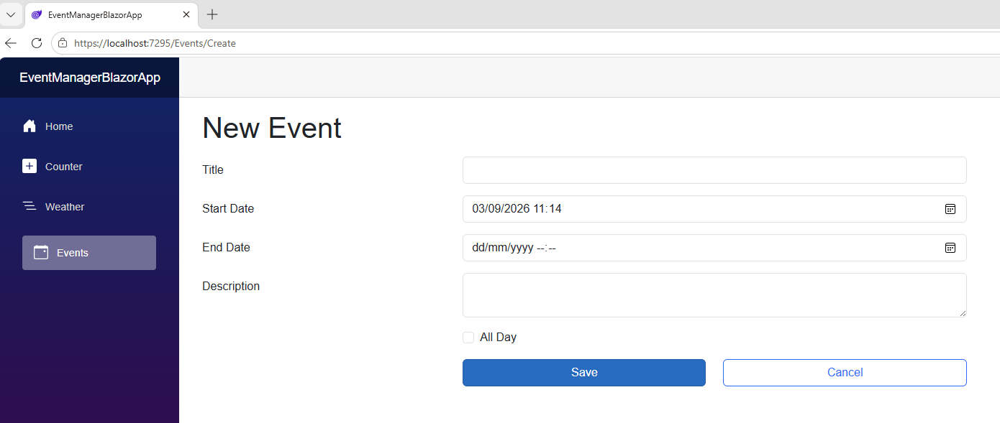 EventManagerBlazorApp
https://localhost:7295/Events/Create
EventManagerBlazorApp
Home
Counter
Weather
Events
New Event
Title
Start Date
03/09/2026 11:14
End Date
dd/mm/yyyy --:--
Description
All Day
Save
Cancel